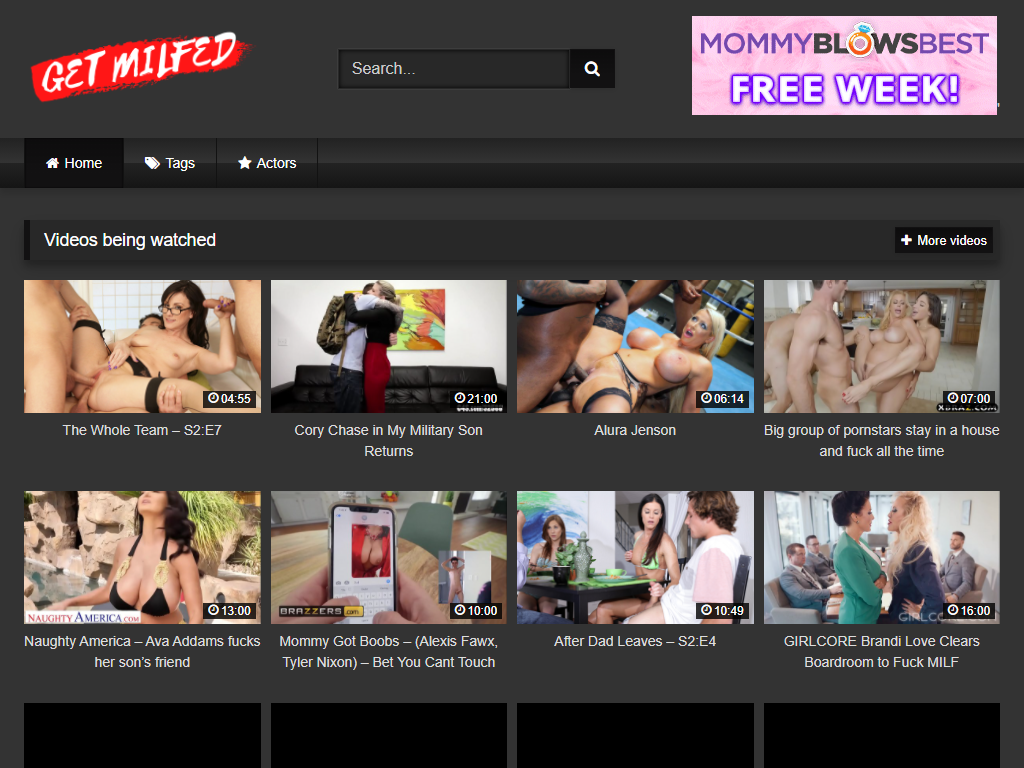 GET MILFED
Search...
MOMMYBLOWSBEST
FREE WEEK!
Home
Tags
Actors
Videos being watched
More videos
04:55
The Whole Team – S2:E7
21:00
Cory Chase in My Military Son
Returns
06:14
Alura Jenson
07:00
Big group of pornstars stay in a house
and fuck all the time
NAUGHTY AMERICA.COM
13:00
Naughty America – Ava Addams fucks
her son's friend
BRAZZERS.com
10:00
Mommy Got Boobs – (Alexis Fawx,
Tyler Nixon) – Bet You Cant Touch
10:49
After Dad Leaves – S2:E4
16:00
GIRLCORE Brandi Love Clears
Boardroom to Fuck MILF